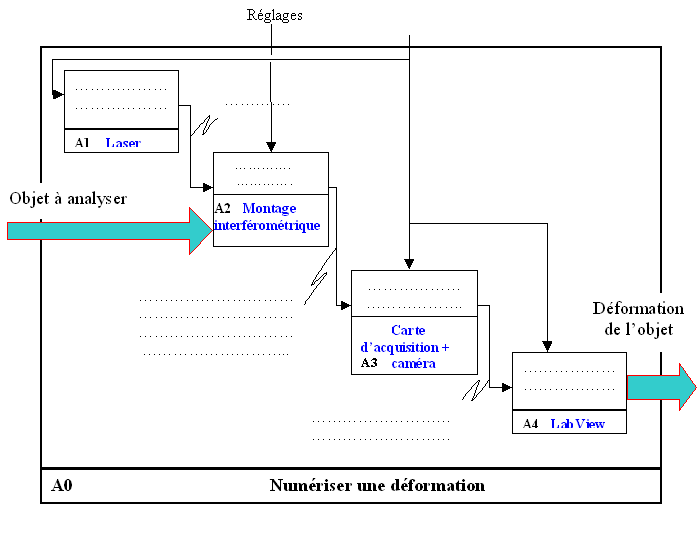 Réglages
A1 Laser
Objet à analyser
A2 Montage
interférométrique
Déformation
de l'objet
Carte
d'acquisition +
A3 caméra
A4 LabView
A0 Numériser une déformation